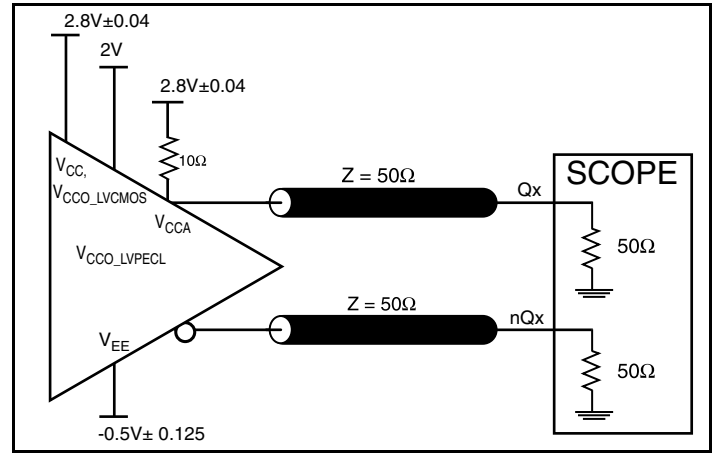 2.8V±0.04
2V
2.8V±0.04
10Ω
V_CC,
V_CCO_LVCMOS
V_CCA
V_CCO_LVPECL
V_EE
-0.5V± 0.125
Z = 50Ω
Qx
SCOPE
50Ω
Z = 50Ω
nQx
50Ω